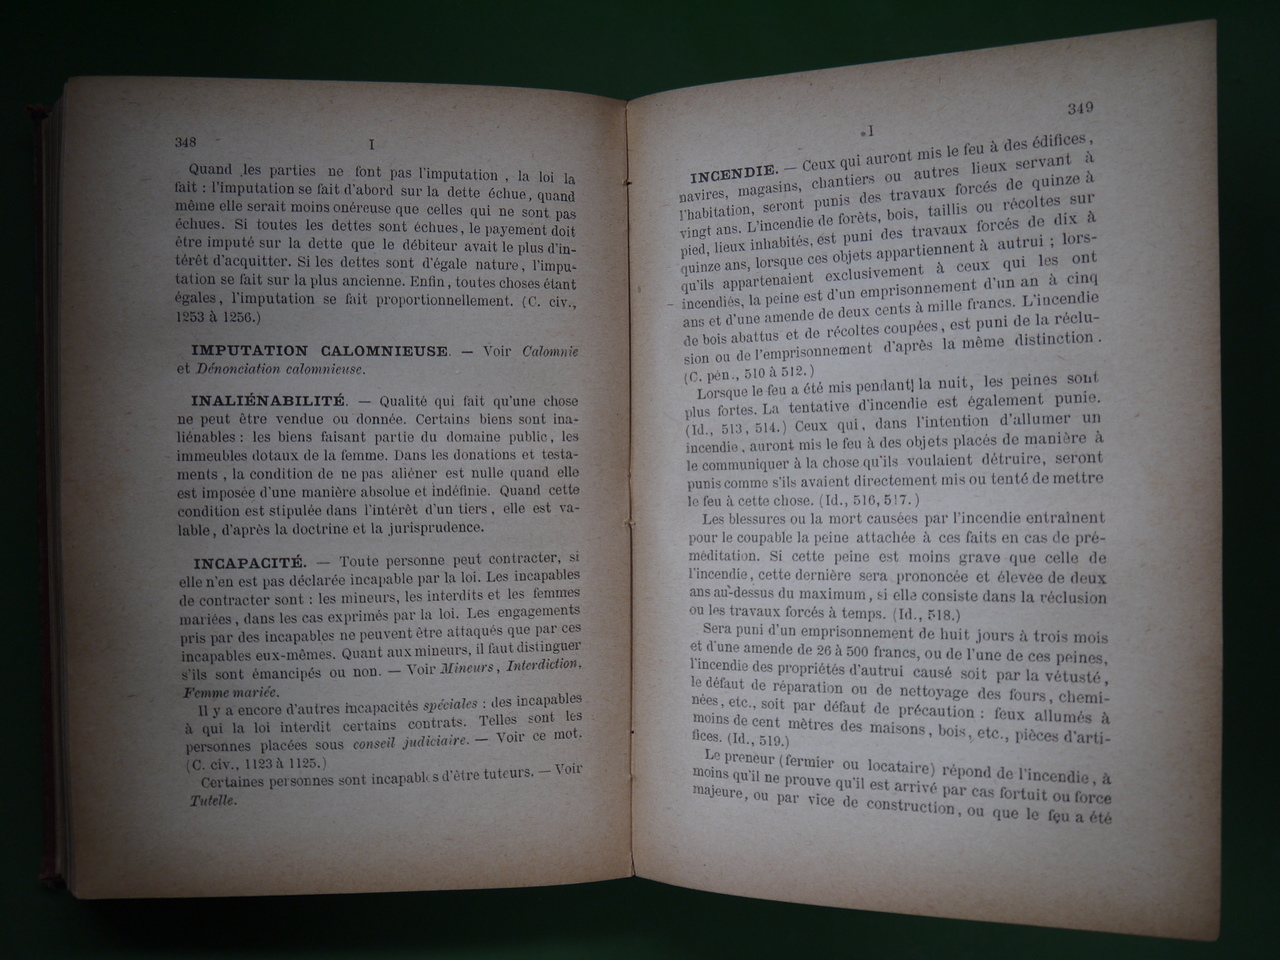 348
I
Quand les parties ne font pas l'imputation, la loi la
fait : l'imputation se fait d'abord sur la dette échue, quand
même elle serait moins onéreuse que celles qui ne sont pas
échues. Si toutes les dettes sont échues, le payement doit
être imputé sur la dette que le débiteur avait le plus d'in-
térêt d'acquitter. Si les dettes sont d'égale nature, l'impu-
tation se fait sur la plus ancienne. Enfin, toutes choses étant
égales, l'imputation se fait proportionnellement. (C. civ.,
1253 à 1256.)
IMPUTATION CALOMNIEUSE. — Voir Calomnie
et Dénonciation calomnieuse.
INALIÉNABILITÉ. — Qualité qui fait qu'une chose
ne peut être vendue ou donnée. Certains biens sont ina-
liénables : les biens faisant partie du domaine public, les
immeubles dotaux de la femme. Dans les donations et testa-
ments, la condition de ne pas aliéner est nulle quand elle
est imposée d'une manière absolue et indéfinie. Quand cette
condition est stipulée dans l'intérêt d'un tiers, elle est va-
lable, d'après la doctrine et la jurisprudence.
INCAPACITÉ. — Toute personne peut contracter, si
elle n'en est pas déclarée incapable par la loi. Les incapables
de contracter sont : les mineurs, les interdits et les femmes
mariées, dans les cas exprimés par la loi. Les engagements
pris par des incapables ne peuvent être attaqués que par ces
incapables eux-mêmes. Quant aux mineurs, il faut distinguer
s'ils sont émancipés ou non. — Voir Mineurs, Interdiction,
Femme mariée.
Il y a encore d'autres incapacités spéciales : des incapables
à qui la loi interdit certains contrats. Telles sont les
personnes placées sous conseil judiciaire. — Voir ce mot.
(C. civ., 1123 à 1125.)
Certaines personnes sont incapables d'être tuteurs. — Voir
Tutelle.
349
I
INCENDIE. — Ceux qui auront mis le feu à des édifices,
navires, magasins, chantiers ou autres lieux servant à
l'habitation, seront punis des travaux forcés de quinze à
vingt ans. L'incendie de forêts, bois, taillis ou récoltes sur
pied, lieux inhabités, est puni des travaux forcés de dix à
quinze ans, lorsque ces objets appartiennent à autrui ; lors-
qu'ils appartenaient exclusivement à ceux qui les ont
incendiés, la peine est d'un emprisonnement d'un an à cinq
ans et d'une amende de deux cents à mille francs. L'incendie
de bois abattus et de récoltes coupées, est puni de la réclu-
sion ou de l'emprisonnement d'après la même distinction.
(C. pén., 510 à 512.)
Lorsque le feu a été mis pendant la nuit, les peines sont
plus fortes. La tentative d'incendie est également punie.
(Id., 513, 514.) Ceux qui, dans l'intention d'allumer un
incendie, auront mis le feu à des objets placés de manière à
le communiquer à la chose qu'ils voulaient détruire, seront
punis comme s'ils avaient directement mis ou tenté de mettre
le feu à cette chose. (Id., 516, 517.)
Les blessures ou la mort causées par l'incendie entraînent
pour le coupable la peine attachée à ces faits en cas de pré-
méditation. Si cette peine est moins grave que celle de
l'incendie, cette dernière sera prononcée et élevée de deux
ans au-dessus du maximum, si elle consiste dans la réclusion
ou les travaux forcés à temps. (Id., 518.)
Sera puni d'un emprisonnement de huit jours à trois mois
et d'une amende de 26 à 500 francs, ou de l'une de ces peines,
l'incendie des propriétés d'autrui causé soit par la vétusté,
le défaut de réparation ou de nettoyage des fours, chemi-
nées, etc., soit par défaut de précaution : feux allumés à
moins de cent mètres des maisons, bois, etc., pièces d'arti-
fices. (Id., 519.)
Le preneur (fermier ou locataire) répond de l'incendie, à
moins qu'il ne prouve qu'il est arrivé par cas fortuit ou force
majeure, ou par vice de construction, ou que le feu a été